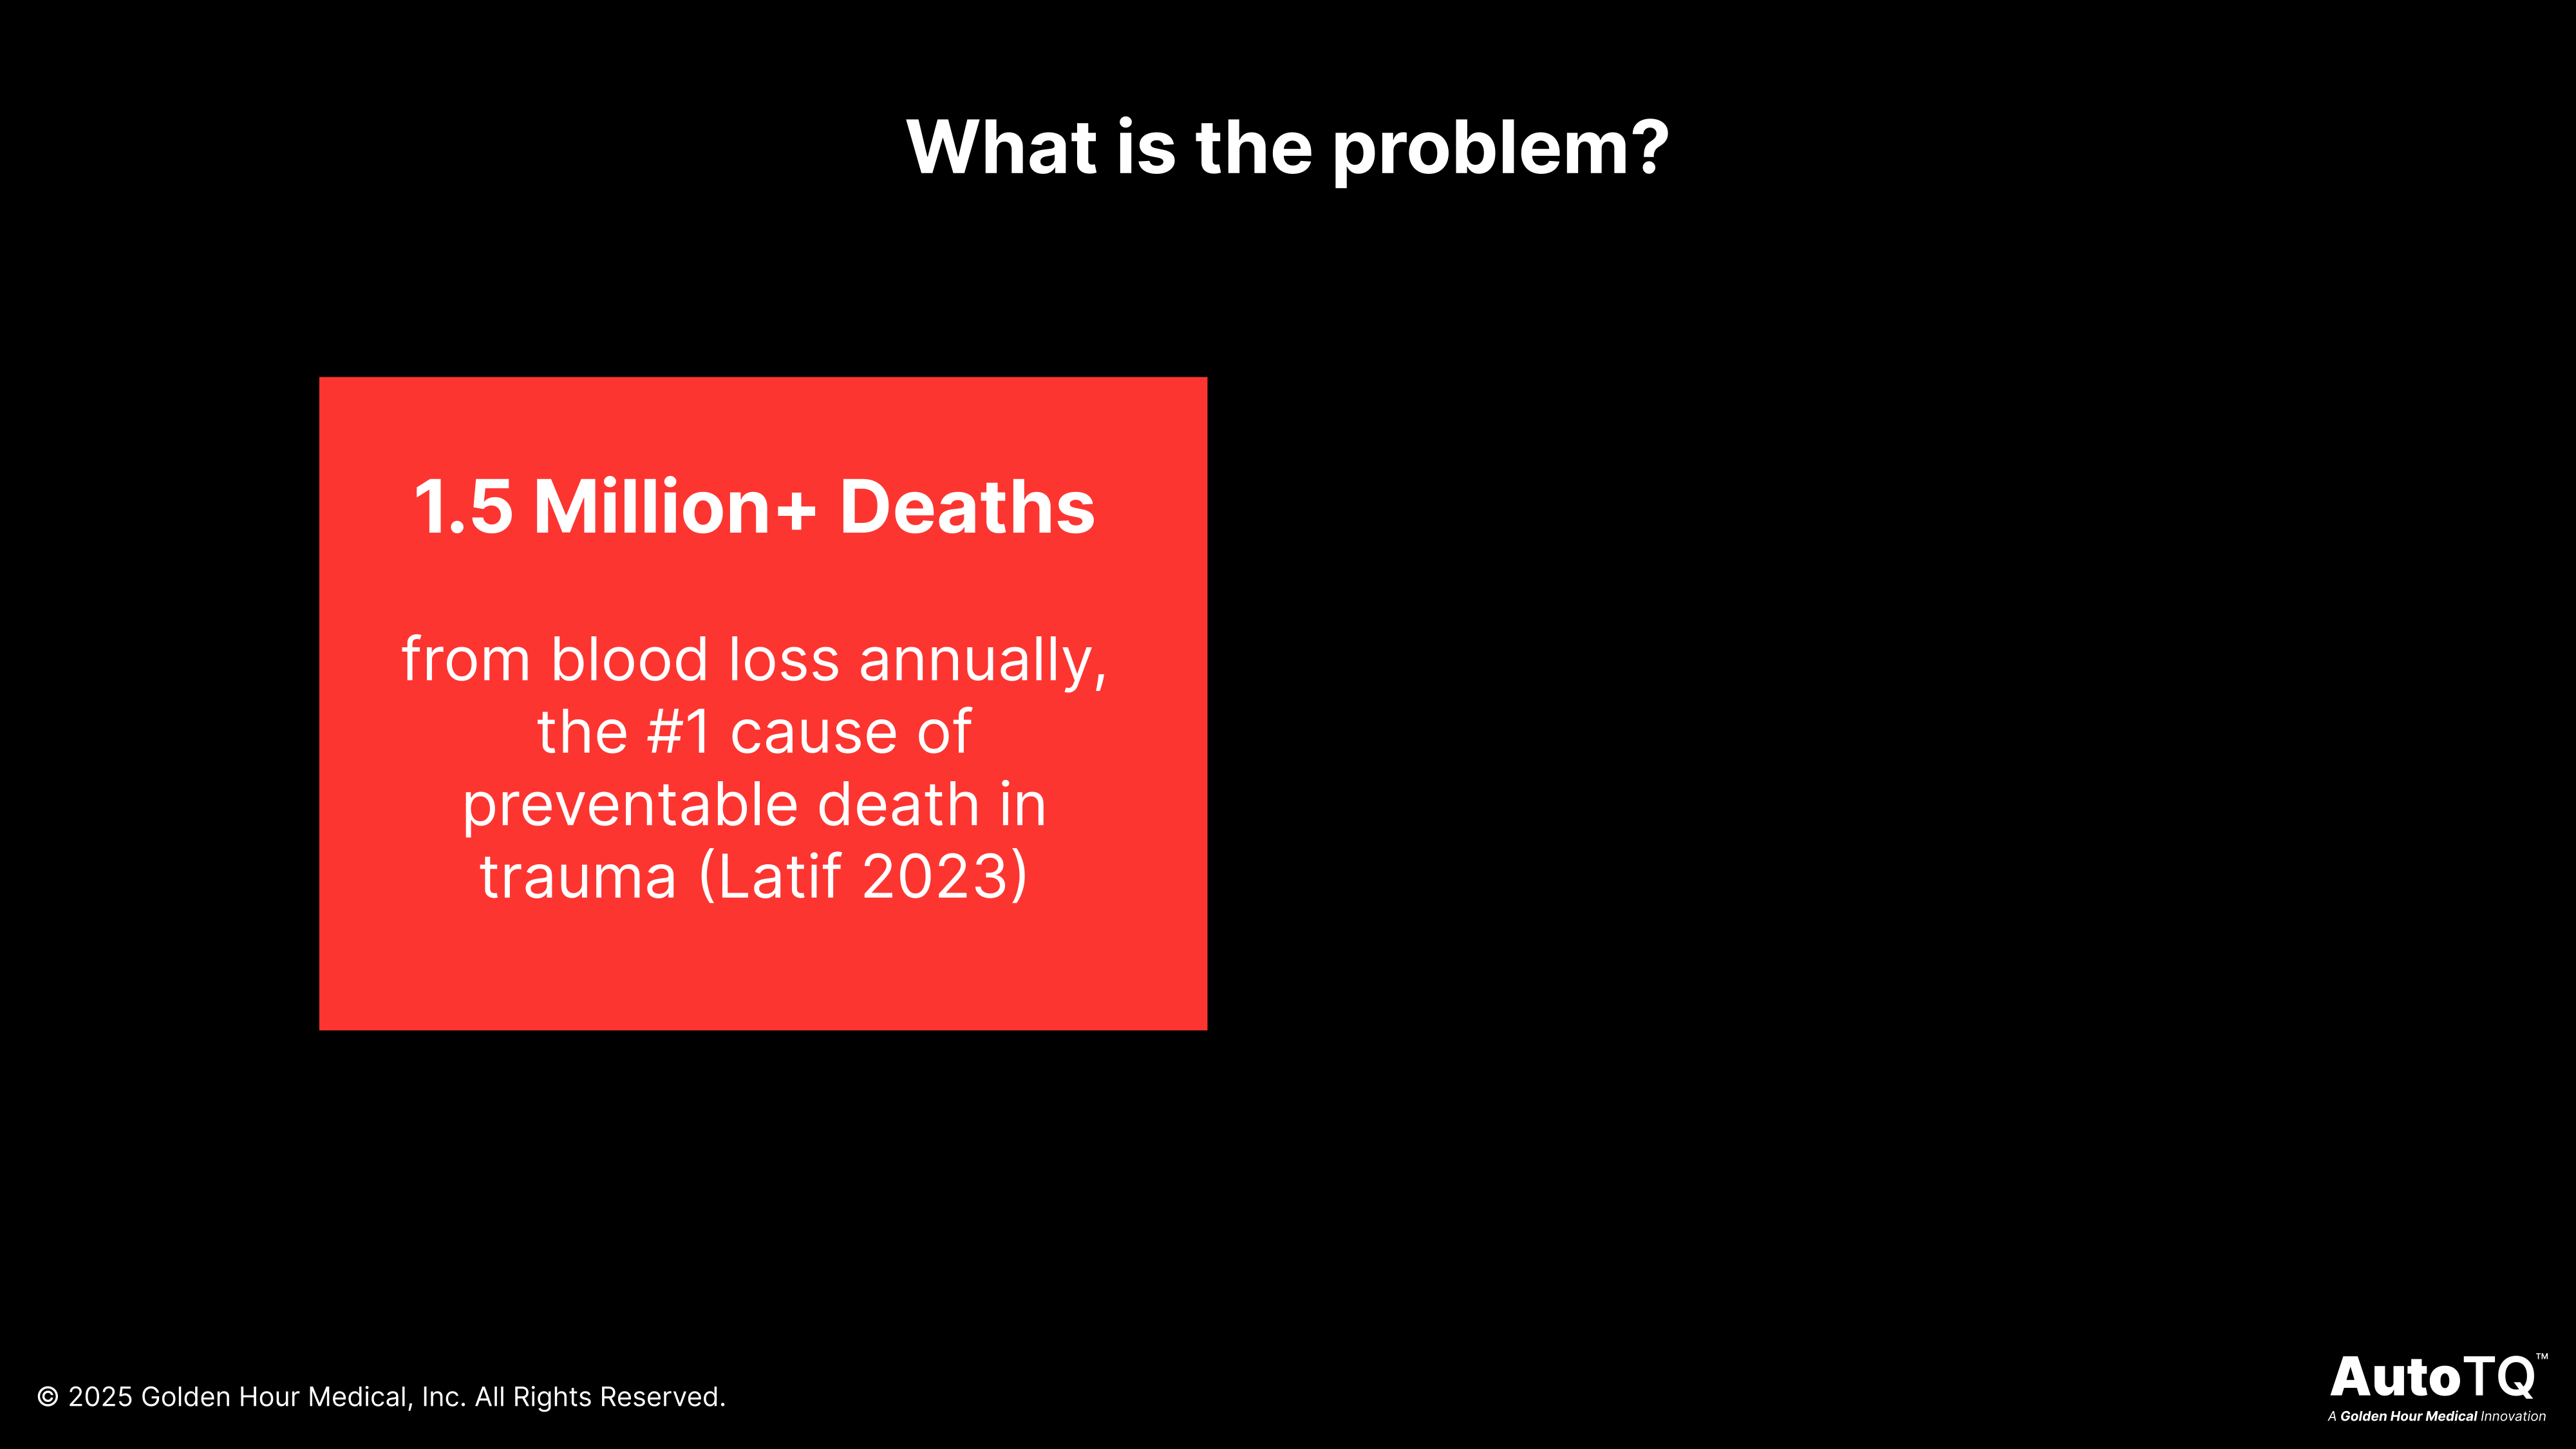 What is the problem?
1.5 Million+ Deaths
from blood loss annually,
the #1 cause of
preventable death in
trauma (Latif 2023)
© 2025 Golden Hour Medical, Inc. All Rights Reserved.
AutoTQ™
A Golden Hour Medical Innovation